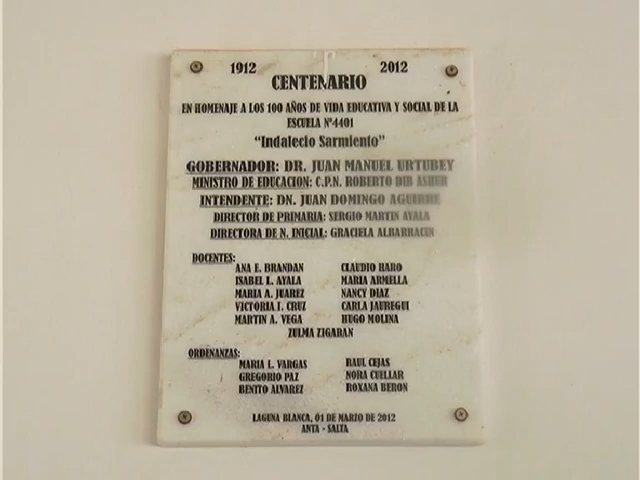 1912 2012
CENTENARIO
EN HOMENAJE A LOS 100 AÑOS DE VIDA EDUCATIVA Y SOCIAL DE LA
ESCUELA Nº4401
“Indalecio Sarmiento”
GOBERNADOR: DR. JUAN MANUEL URTUBEY
MINISTRO DE EDUCACION: C.P.N. ROBERTO DIB ASHUR
INTENDENTE: DN. JUAN DOMINGO AGUIRRE
DIRECTOR DE PRIMARIA: SERGIO MARTIN AYALA
DIRECTORA DE N. INICIAL: GRACIELA ALBARRACIN
DOCENTES:
ANA E. BRANDAN CLAUDIO HARO
ISABEL L. AYALA MARIA ARMELLA
MARIA A. JUAREZ NANCY DIAZ
VICTORIA I. CRUZ CARLA JAUREGUI
MARTIN A. VEGA HUGO MOLINA
ZULMA ZIGARAN
ORDENANZAS:
MARIA L. VARGAS RAUL CEJAS
GREGORIO PAZ NORA CUELLAR
BENITO ALVAREZ ROXANA BERON
LAGUNA BLANCA, 01 DE MARZO DE 2012
ANTA - SALTA